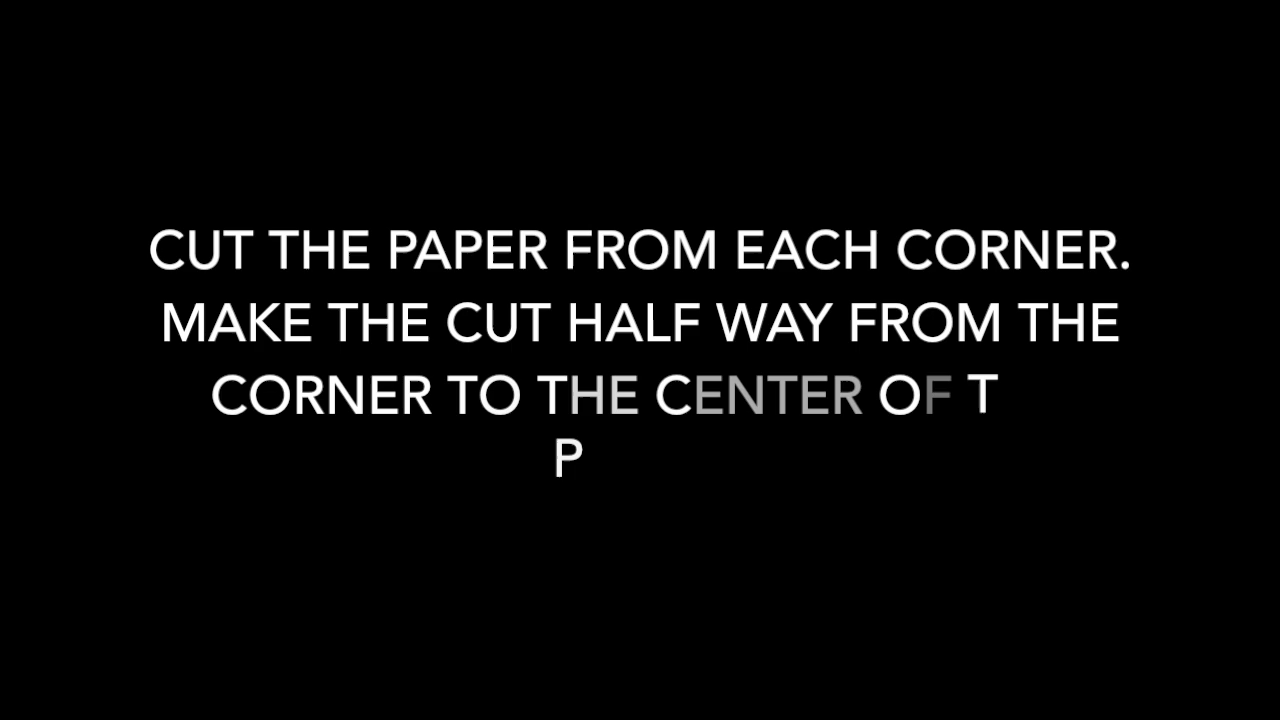 CUT THE PAPER FROM EACH CORNER.
MAKE THE CUT HALF WAY FROM THE
CORNER TO THE CENTER OF T
P